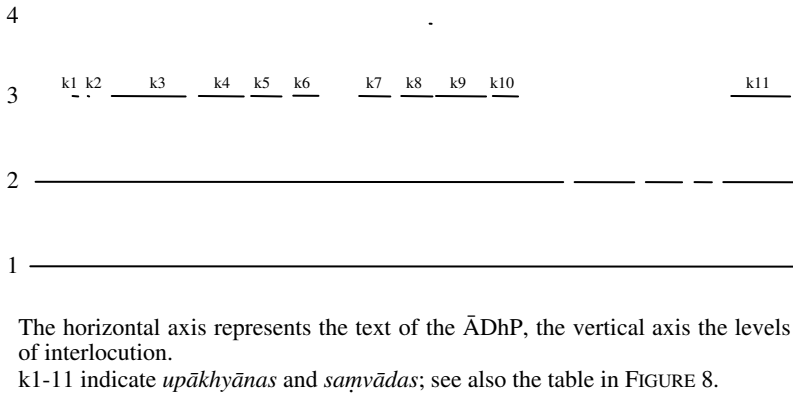 4
k1 k2 k3 k4 k5 k6 k7 k8 k9 k10 k11
3
2
1
The horizontal axis represents the text of the ĀDhP, the vertical axis the levels
of interlocution.
k1-11 indicate upākhyānas and saṃvādas; see also the table in FIGURE 8.